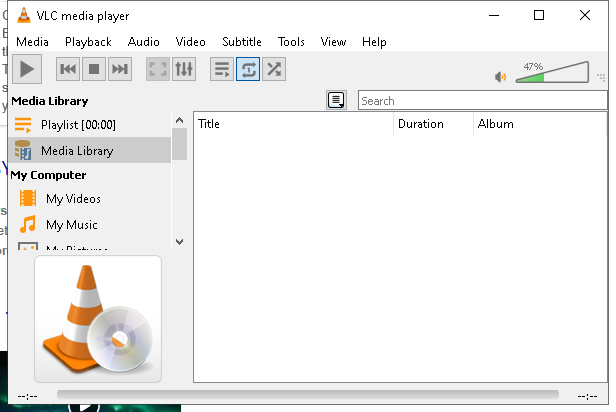 VLC media player
Media Playback Audio Video Subtitle Tools View Help
47%
Media Library
Search
Playlist [00:00]
Title Duration Album
Media Library
My Computer
My Videos
My Music
My Pictures
--:-- --:--